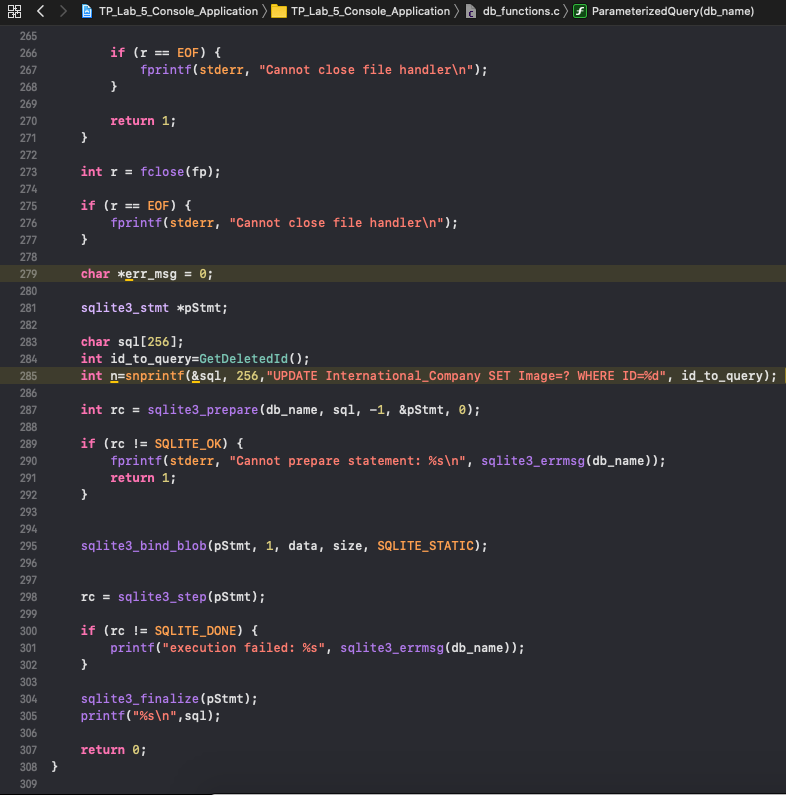 TP_Lab_5_Console_Application 〉 TP_Lab_5_Console_Application 〉 db_functions.c 〉 ParameterizedQuery(db_name)
265
266         if (r == EOF) {
267             fprintf(stderr, "Cannot close file handler\n");
268         }
269
270         return 1;
271     }
272
273     int r = fclose(fp);
274
275     if (r == EOF) {
276         fprintf(stderr, "Cannot close file handler\n");
277     }
278
279     char *err_msg = 0;
280
281     sqlite3_stmt *pStmt;
282
283     char sql[256];
284     int id_to_query=GetDeletedId();
285     int n=snprintf(&sql, 256,"UPDATE International_Company SET Image=? WHERE ID=%d", id_to_query);
286
287     int rc = sqlite3_prepare(db_name, sql, -1, &pStmt, 0);
288
289     if (rc != SQLITE_OK) {
290         fprintf(stderr, "Cannot prepare statement: %s\n", sqlite3_errmsg(db_name));
291         return 1;
292     }
293
294
295     sqlite3_bind_blob(pStmt, 1, data, size, SQLITE_STATIC);
296
297
298     rc = sqlite3_step(pStmt);
299
300     if (rc != SQLITE_DONE) {
301         printf("execution failed: %s", sqlite3_errmsg(db_name));
302     }
303
304     sqlite3_finalize(pStmt);
305     printf("%s\n",sql);
306
307     return 0;
308 }
309